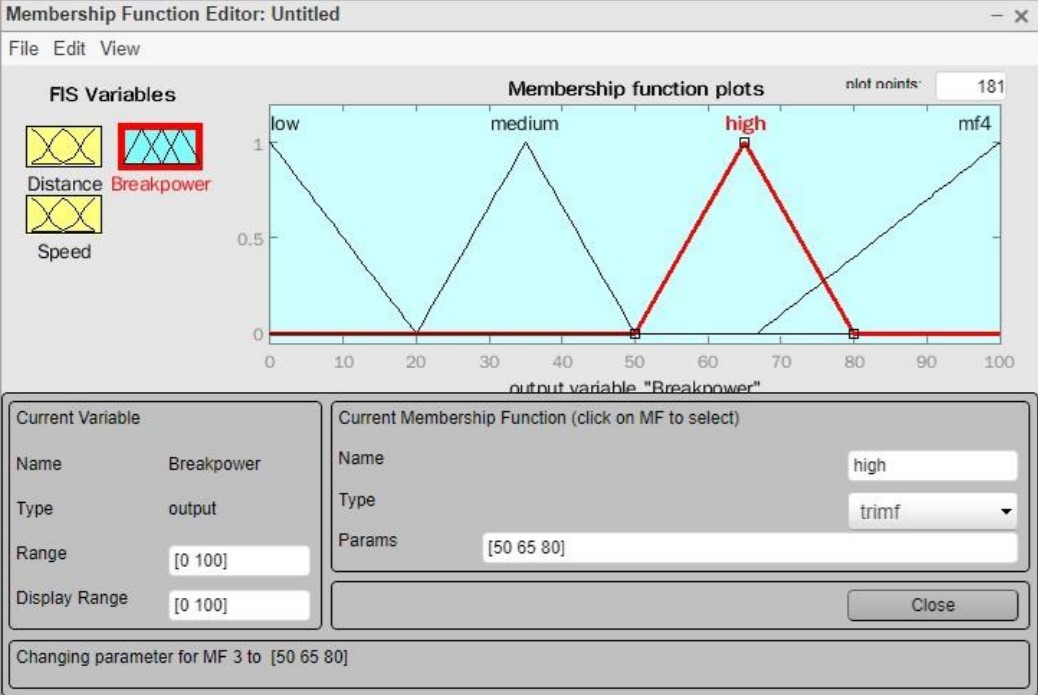 Membership Function Editor: Untitled
File Edit View
FIS Variables
Membership function plots
plot points:
181
low
medium
high
mf4
Distance
Breakpower
Speed
1
0.5
0
0 10 20 30 40 50 60 70 80 90 100
output variable "Breakpower"
Current Variable
Name Breakpower
Type output
Range [0 100]
Display Range [0 100]
Current Membership Function (click on MF to select)
Name high
Type trimf
Params [50 65 80]
Close
Changing parameter for MF 3 to [50 65 80]